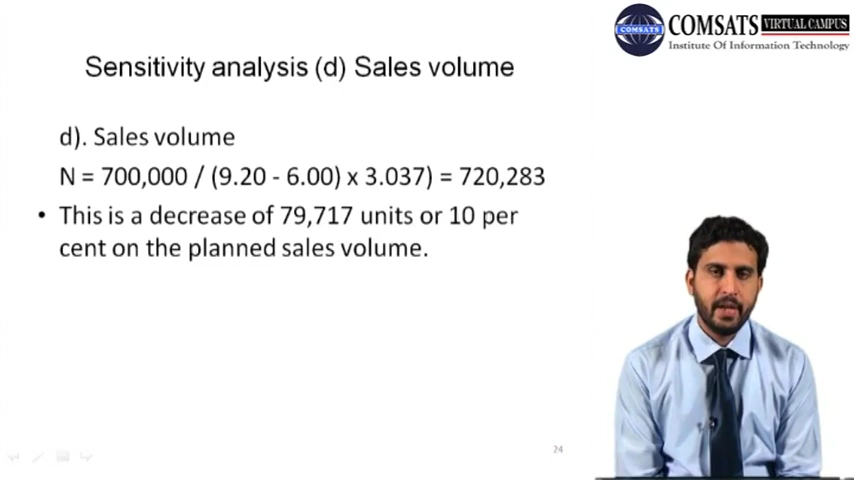 COMSATS VIRTUAL CAMPUS
COMSATS
Institute Of Information Technology
Sensitivity analysis (d) Sales volume
d). Sales volume
N = 700,000 / (9.20 - 6.00) x 3.037) = 720,283
• This is a decrease of 79,717 units or 10 per
cent on the planned sales volume.
24